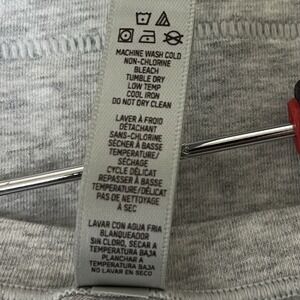 MACHINE WASH COLD
NON-CHLORINE
BLEACH
TUMBLE DRY
LOW TEMP
COOL IRON
DO NOT DRY CLEAN
LAVER À FROID
DÉTACHANT
SANS-CHLORINE
SÉCHER À BASSE
TEMPERATURE/
SÉCHAGE
CYCLE DÉLICAT
REPASSER À BASSE
TEMPÉRATURE/DÉLICAT
PAS DE NETTOYAGE
À SEC
LAVAR CON AGUA FRIA
BLANQUEADOR
SIN CLORO, SECAR A
TEMPERATURA BAJA
PLANCHAR A
TEMPERATURA BAJA
NO LAVAR EN SECO